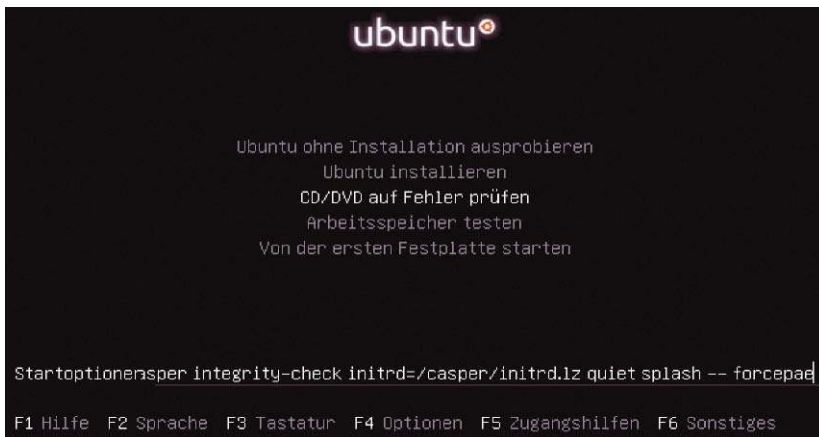 ubuntu
Ubuntu ohne Installation ausprobieren
Ubuntu installieren
CD/DVD auf Fehler prüfen
Arbeitsspeicher testen
Von der ersten Festplatte starten
Startoptionensper integrity-check initrd=/casper/initrd.lz quiet splash -- forcepae
F1 Hilfe F2 Sprache F3 Tastatur F4 Optionen F5 Zugangshilfen F6 Sonstiges